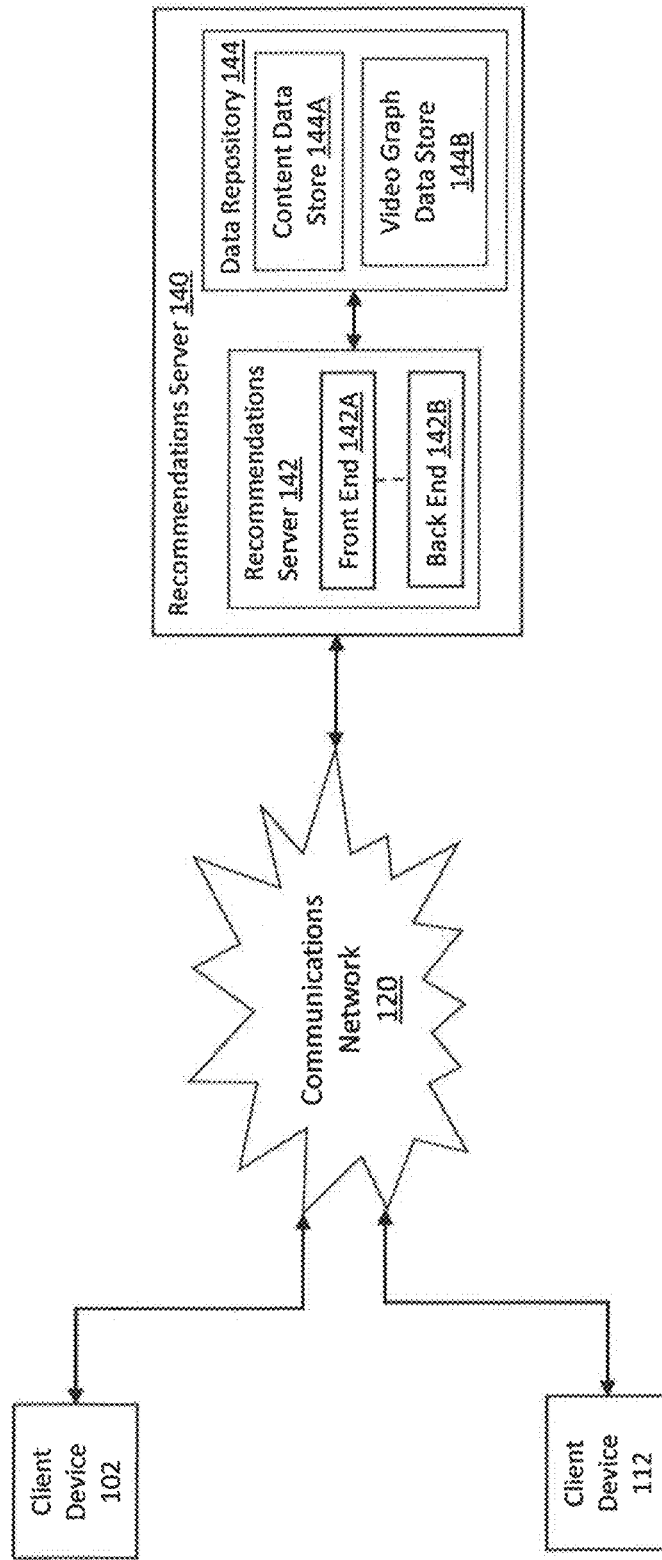 Client
Device
102
Client
Device
112
Communications
Network
120
Recommendations Server 140
Recommendations
Server 142
Front End 142A
Back End 142B
Data Repository 144
Content Data
Store 144A
Video Graph
Data Store
144B